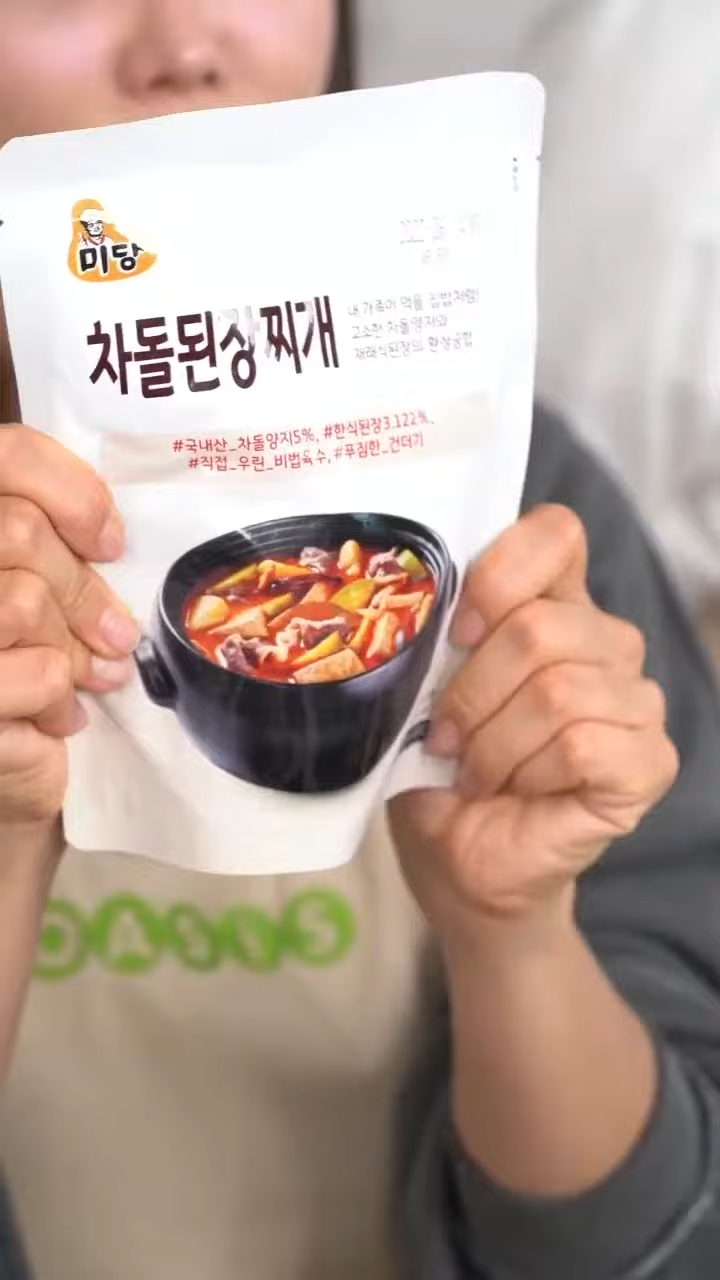 미당
차돌된장찌개
내 가족이 먹을 집밥처럼!
고소한 차돌양지와
재래식된장의 환상궁합
#국내산_차돌양지5%, #한식된장3.122%,
#직접_우린_비법육수, #푸짐한_건더기
OASIS